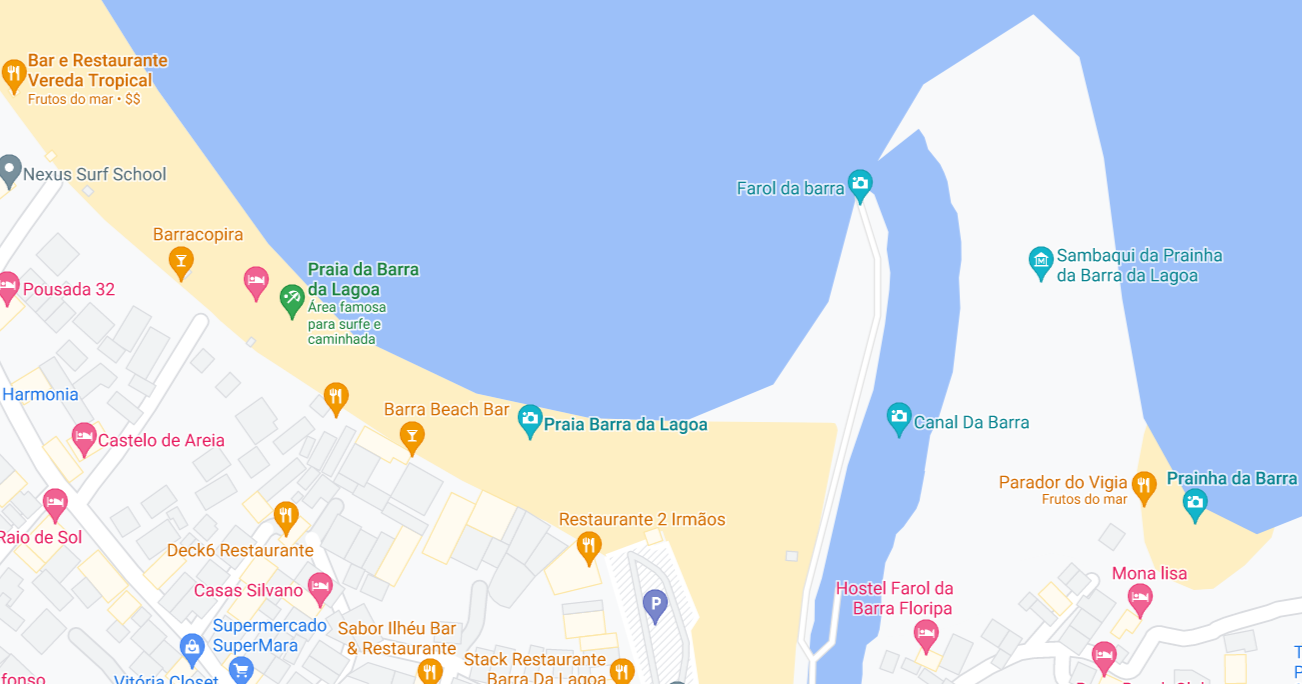 Bar e Restaurante
Vereda Tropical
Frutos do mar • $$
Nexus Surf School
Farol da barra
Barracopira
Sambaqui da Prainha
da Barra da Lagoa
Praia da Barra
da Lagoa
Área famosa
para surfe e
caminhada
Pousada 32
Harmonia
Barra Beach Bar
Praia Barra da Lagoa
Canal Da Barra
Castelo de Areia
Parador do Vigia
Frutos do mar
Prainha da Barra
Restaurante 2 Irmãos
Raio de Sol
Deck6 Restaurante
Mona lisa
Casas Silvano
Hostel Farol da
Barra Floripa
P
Supermercado
SuperMara
Sabor Ilhéu Bar
& Restaurante
Stack Restaurante
Barra Da Lagoa
Vitória Closet
fonso